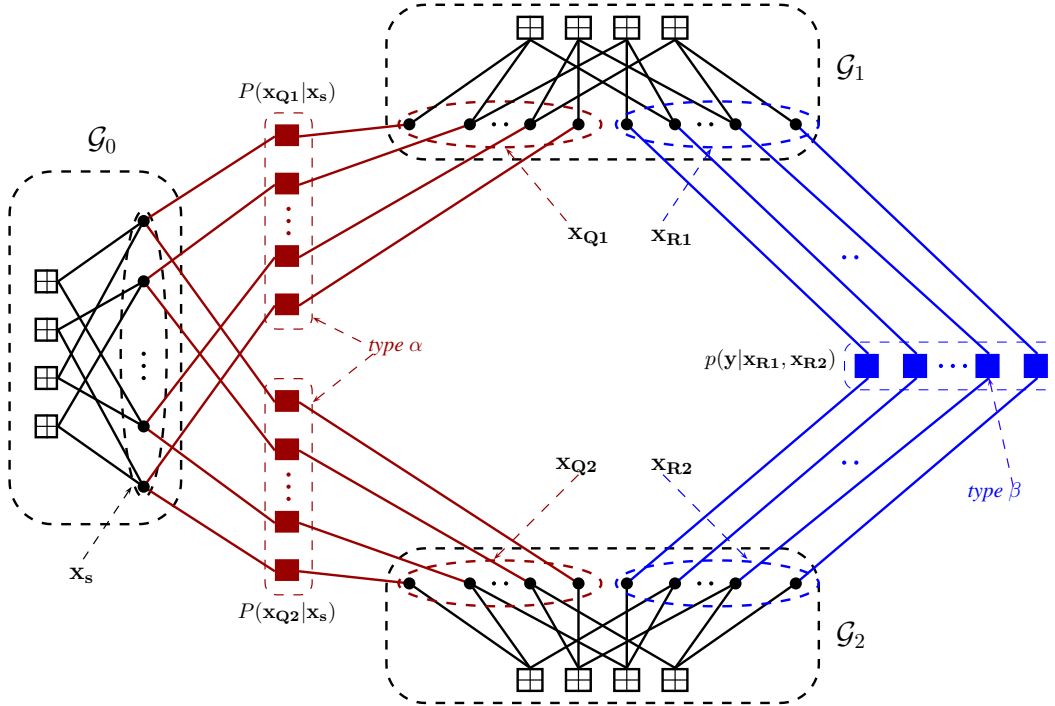 𝒢₁
P(x_Q1|x_s)
𝒢₀
x_Q1
x_R1
type α
p(y|x_R1, x_R2)
x_Q2
x_R2
type β
x_s
P(x_Q2|x_s)
𝒢₂